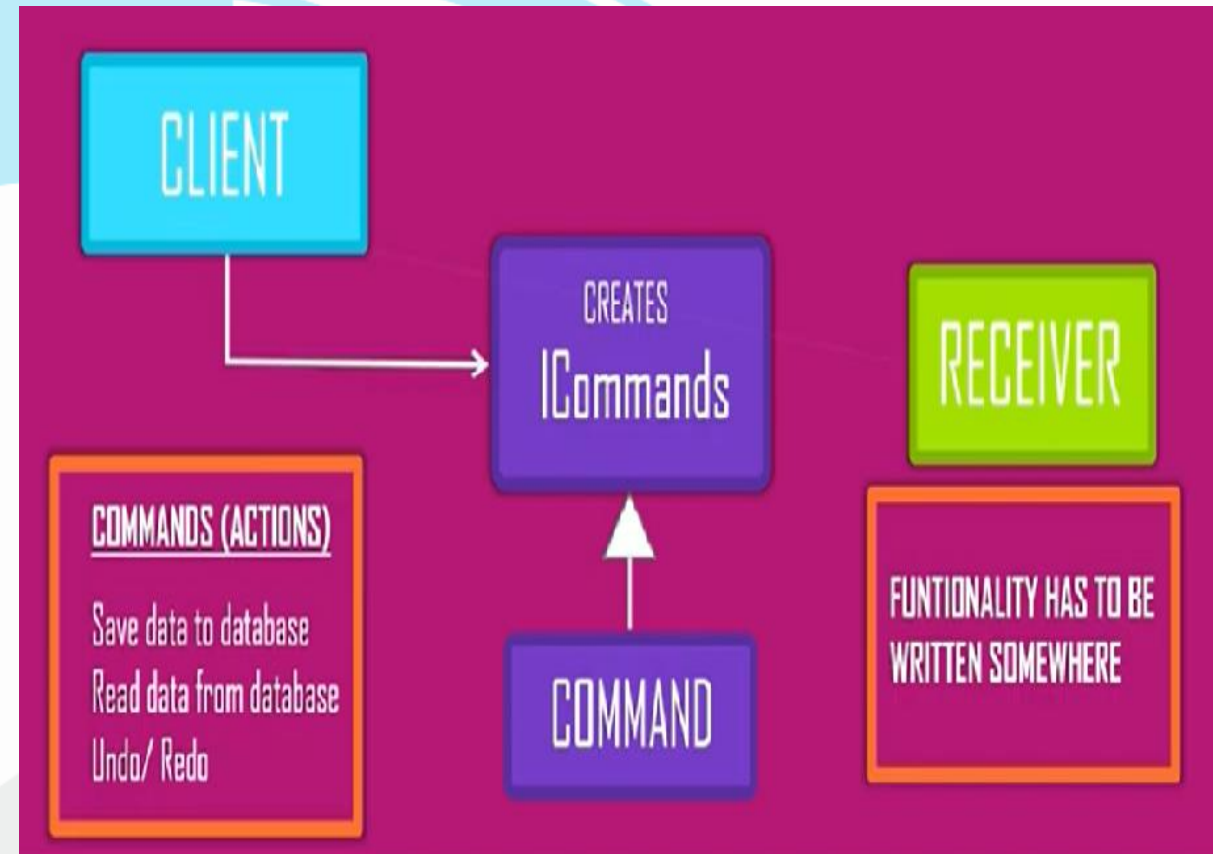 CLIENT
CREATES
ICommands
RECEIVER
COMMANDS (ACTIONS)
Save data to database
Read data from database
Undo/ Redo
COMMAND
FUNTIONALITY HAS TO BE
WRITTEN SOMEWHERE